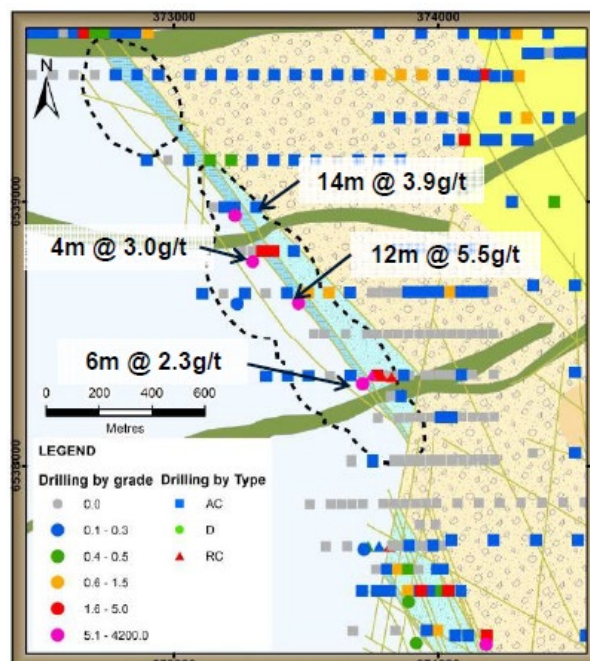 373000 374000
N
14m @ 3.9g/t
6539000
4m @ 3.0g/t
12m @ 5.5g/t
6m @ 2.3g/t
0 200 400 600
Metres
6538000
LEGEND
Drilling by grade Drilling by Type
0.0 AC
0.1 - 0.3 D
0.4 - 0.5 RC
0.6 - 1.5
1.6 - 5.0
5.1 - 4200.0